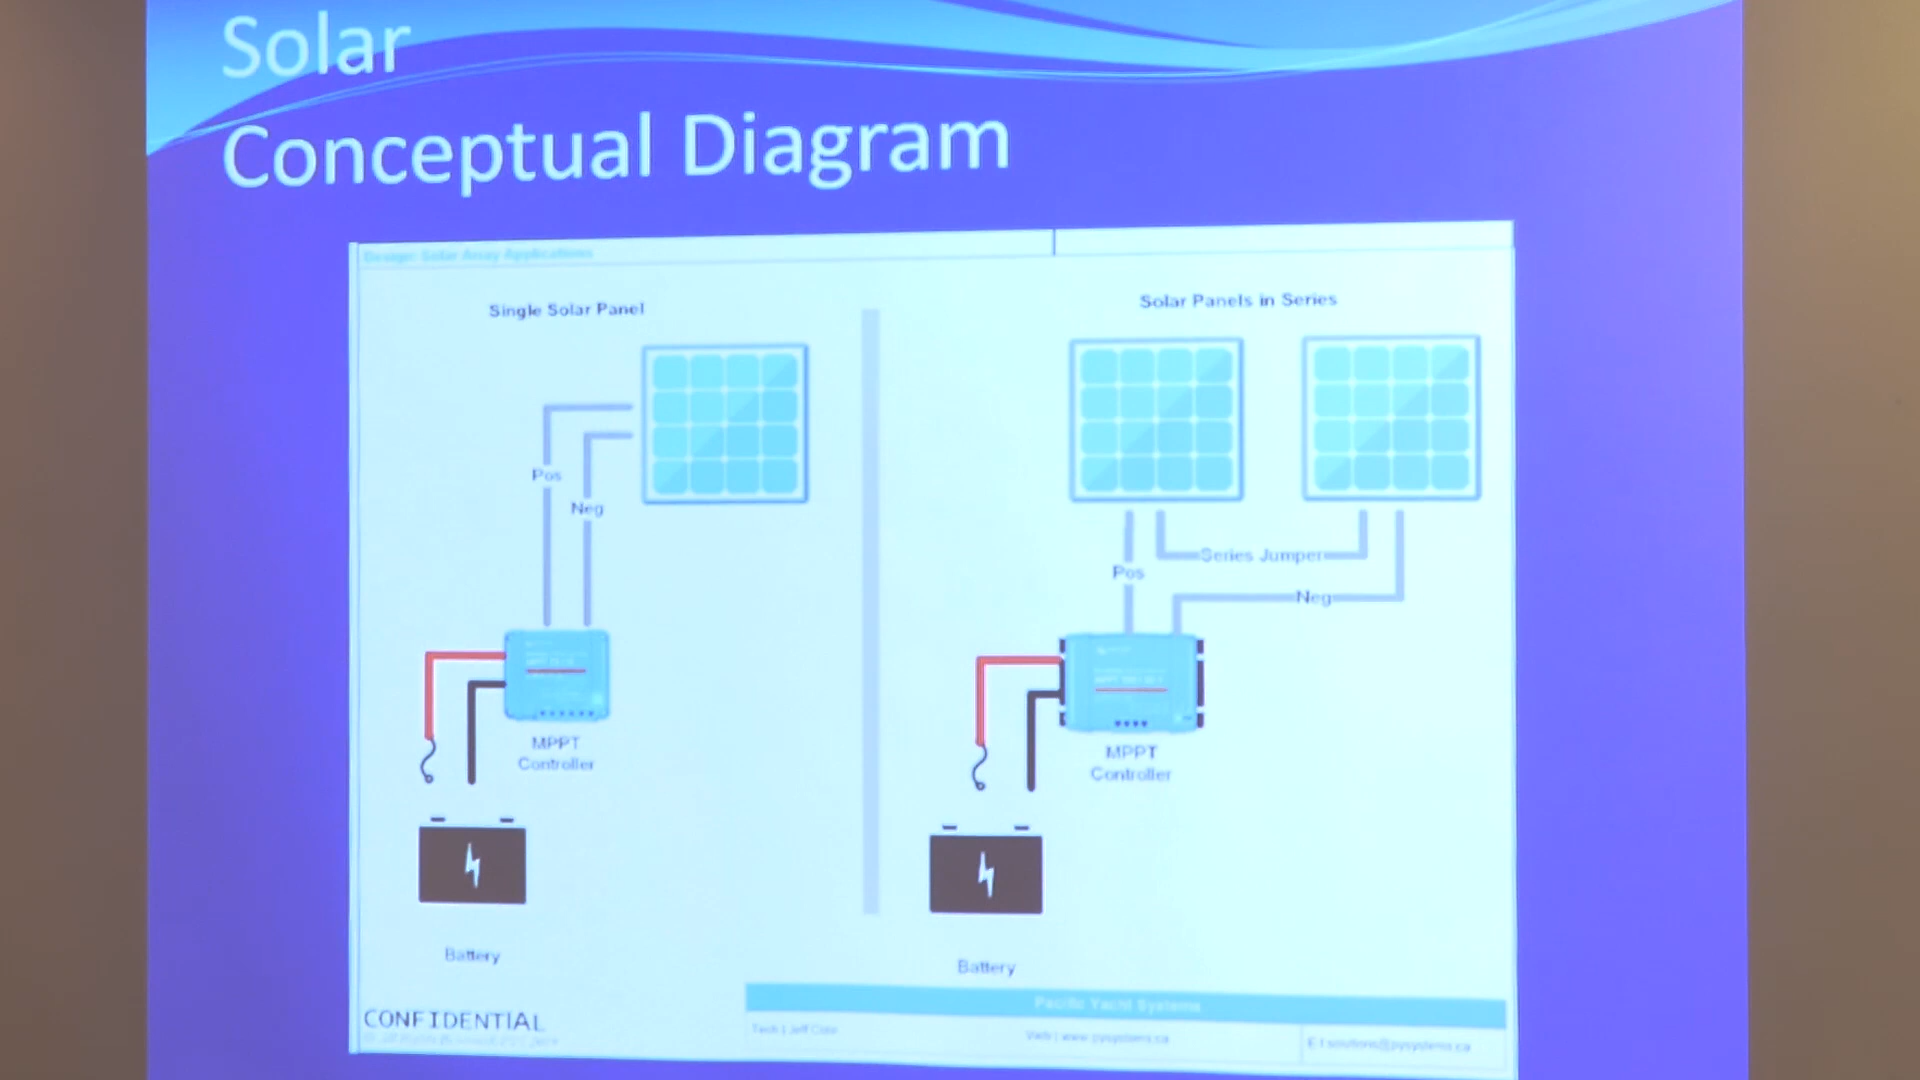 Solar
Conceptual Diagram
Design: Solar Array Applications
Single Solar Panel
Solar Panels in Series
Pos
Neg
Series Jumper
Pos
Neg
MPPT
Controller
MPPT
Controller
Battery
Battery
CONFIDENTIAL
Pacific Yacht Systems
Tech | Jeff Cote
Web | www.pysystems.ca
E | solutions@pysystems.ca